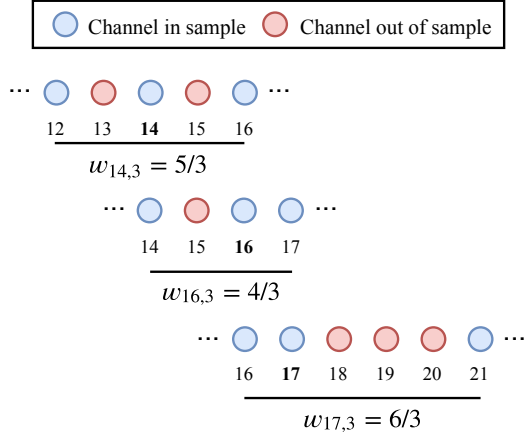 Channel in sample Channel out of sample
... ...
12 13 14 15 16
w14,3 = 5/3
... ...
14 15 16 17
w16,3 = 4/3
... ...
16 17 18 19 20 21
w17,3 = 6/3